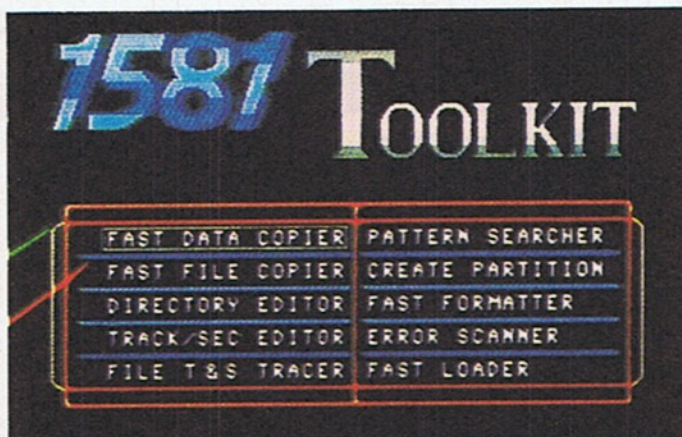 1581 TOOLKIT
FAST DATA COPIER
FAST FILE COPIER
DIRECTORY EDITOR
TRACK/SEC EDITOR
FILE T&S TRACER
PATTERN SEARCHER
CREATE PARTITION
FAST FORMATTER
ERROR SCANNER
FAST LOADER